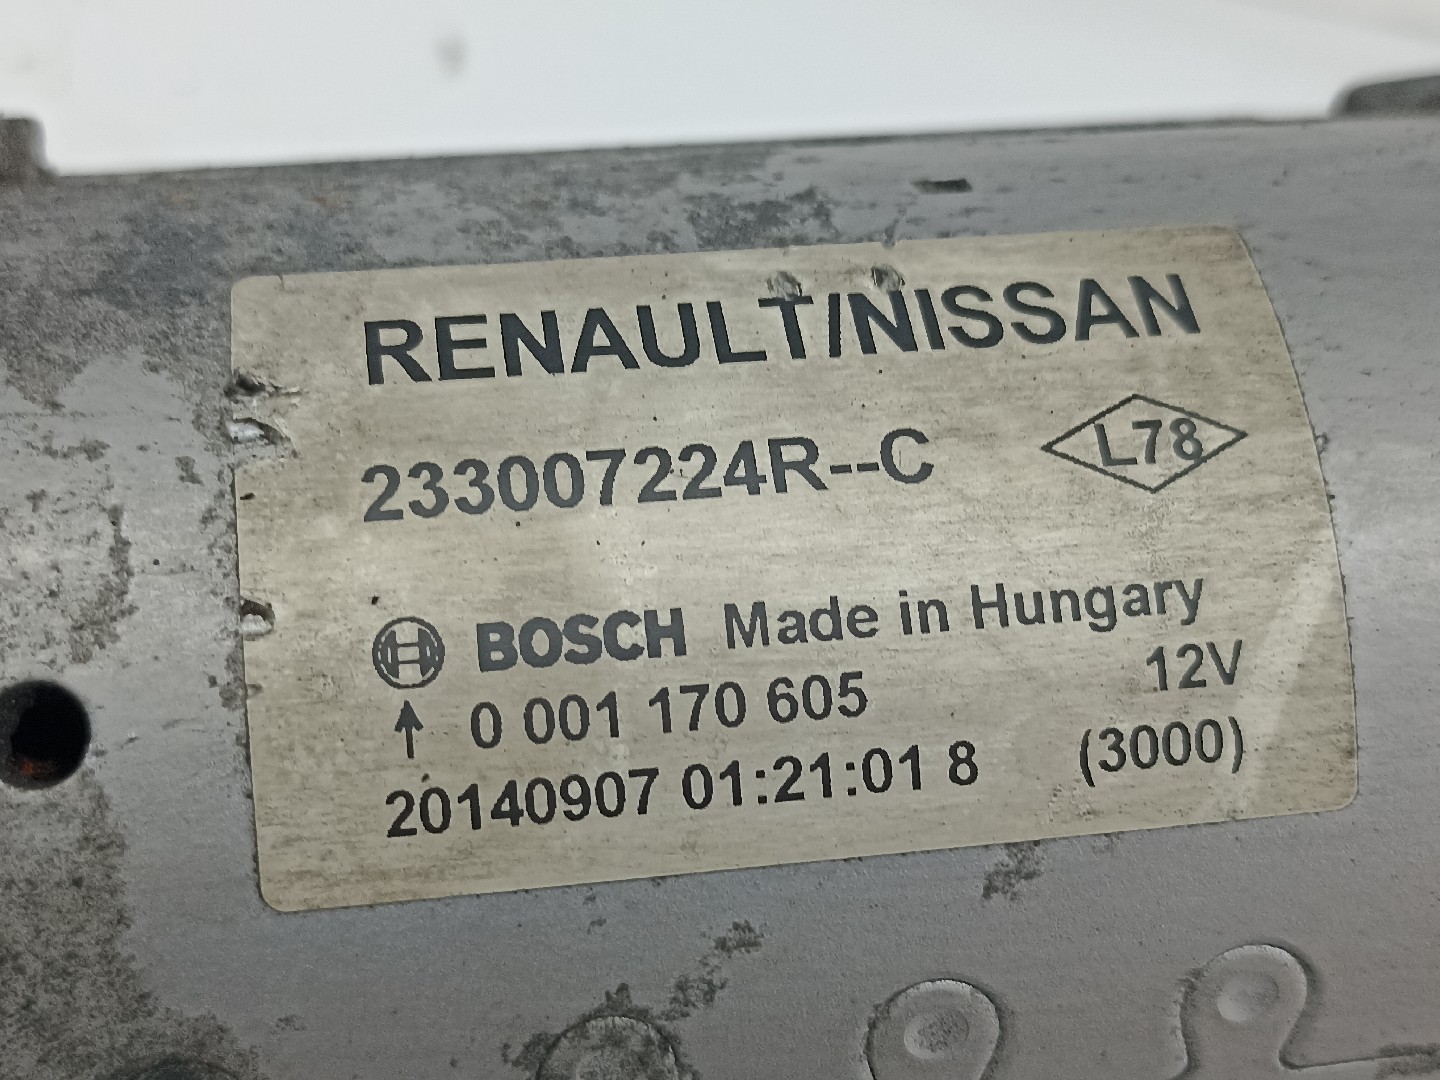 RENAULT/NISSAN
233007224R--C
L78
BOSCH Made in Hungary
0 001 170 605 12V
20140907 01:21:01 8 (3000)